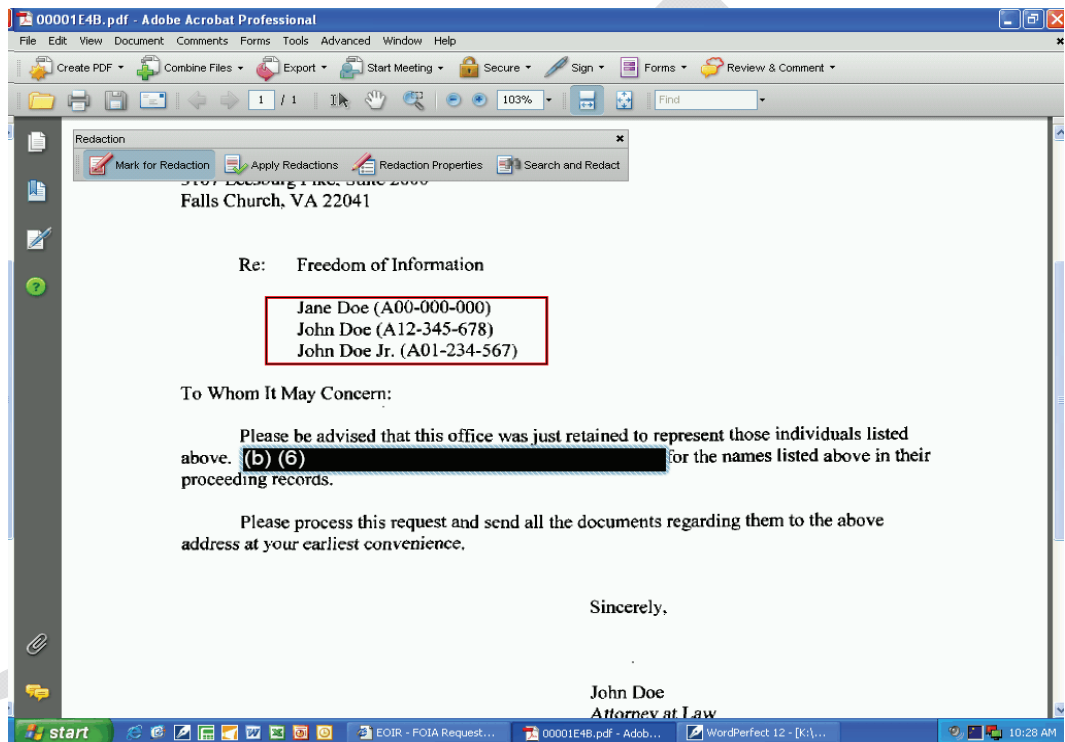 00001E4B.pdf - Adobe Acrobat Professional
File Edit View Document Comments Forms Tools Advanced Window Help
Create PDF Combine Files Export Start Meeting Secure Sign Forms Review & Comment
1 / 1 103% Find
Redaction
Mark for Redaction Apply Redactions Redaction Properties Search and Redact
Falls Church, VA 22041
Re: Freedom of Information
Jane Doe (A00-000-000)
John Doe (A12-345-678)
John Doe Jr. (A01-234-567)
To Whom It May Concern:
Please be advised that this office was just retained to represent those individuals listed
above. (b) (6) for the names listed above in their
proceeding records.
Please process this request and send all the documents regarding them to the above
address at your earliest convenience.
Sincerely,
John Doe
Attorney at Law
start EOIR - FOIA Request... 00001E4B.pdf - Adob... WordPerfect 12 - [K:\... 10:28 AM